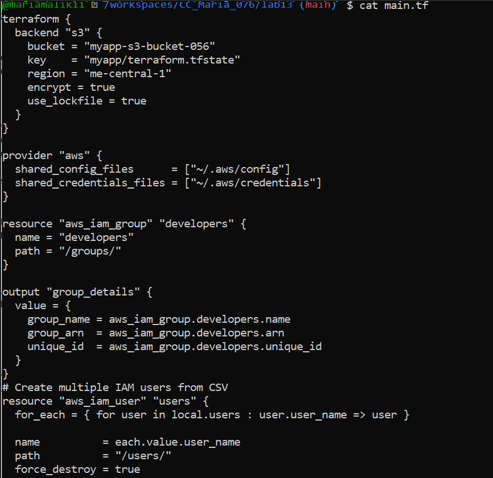 @mariamalik11 /workspaces/CC_Maria_076/lab13 (main) $ cat main.tf
terraform {
  backend "s3" {
    bucket = "myapp-s3-bucket-056"
    key    = "myapp/terraform.tfstate"
    region = "me-central-1"
    encrypt = true
    use_lockfile = true
  }
}

provider "aws" {
  shared_config_files      = ["~/.aws/config"]
  shared_credentials_files = ["~/.aws/credentials"]
}

resource "aws_iam_group" "developers" {
  name = "developers"
  path = "/groups/"
}

output "group_details" {
  value = {
    group_name = aws_iam_group.developers.name
    group_arn  = aws_iam_group.developers.arn
    unique_id  = aws_iam_group.developers.unique_id
  }
}
# Create multiple IAM users from CSV
resource "aws_iam_user" "users" {
  for_each = { for user in local.users : user.user_name => user }

  name          = each.value.user_name
  path          = "/users/"
  force_destroy = true